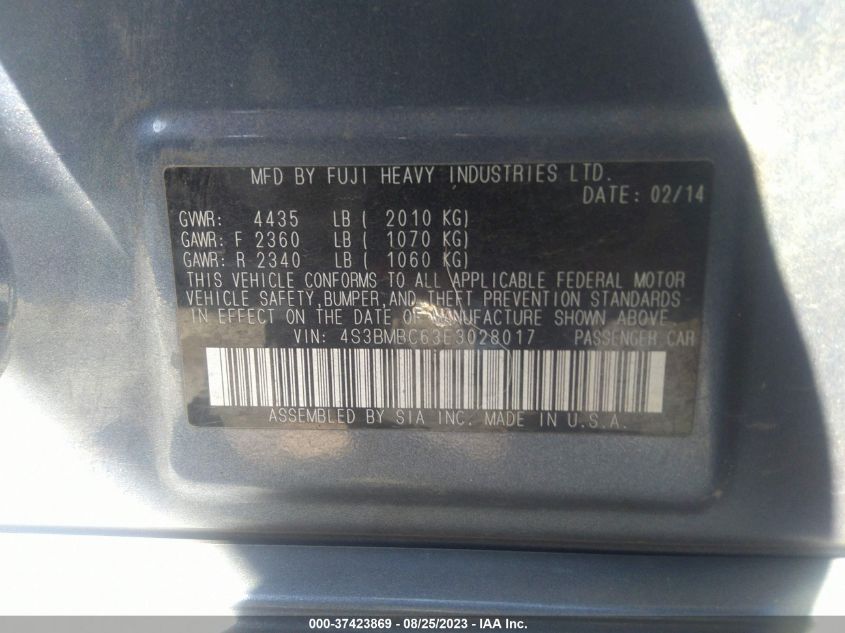 MFD BY FUJI HEAVY INDUSTRIES LTD.
DATE: 02/14
GVWR: 4435 LB ( 2010 KG)
GAWR: F 2360 LB ( 1070 KG)
GAWR: R 2340 LB ( 1060 KG)
THIS VEHICLE CONFORMS TO ALL APPLICABLE FEDERAL MOTOR
VEHICLE SAFETY, BUMPER, AND THEFT PREVENTION STANDARDS
IN EFFECT ON THE DATE OF MANUFACTURE SHOWN ABOVE.
VIN: 4S3BMBC63E3028017 PASSENGER CAR
ASSEMBLED BY SIA INC. MADE IN U.S.A.
000-37423869 - 08/25/2023 - IAA Inc.